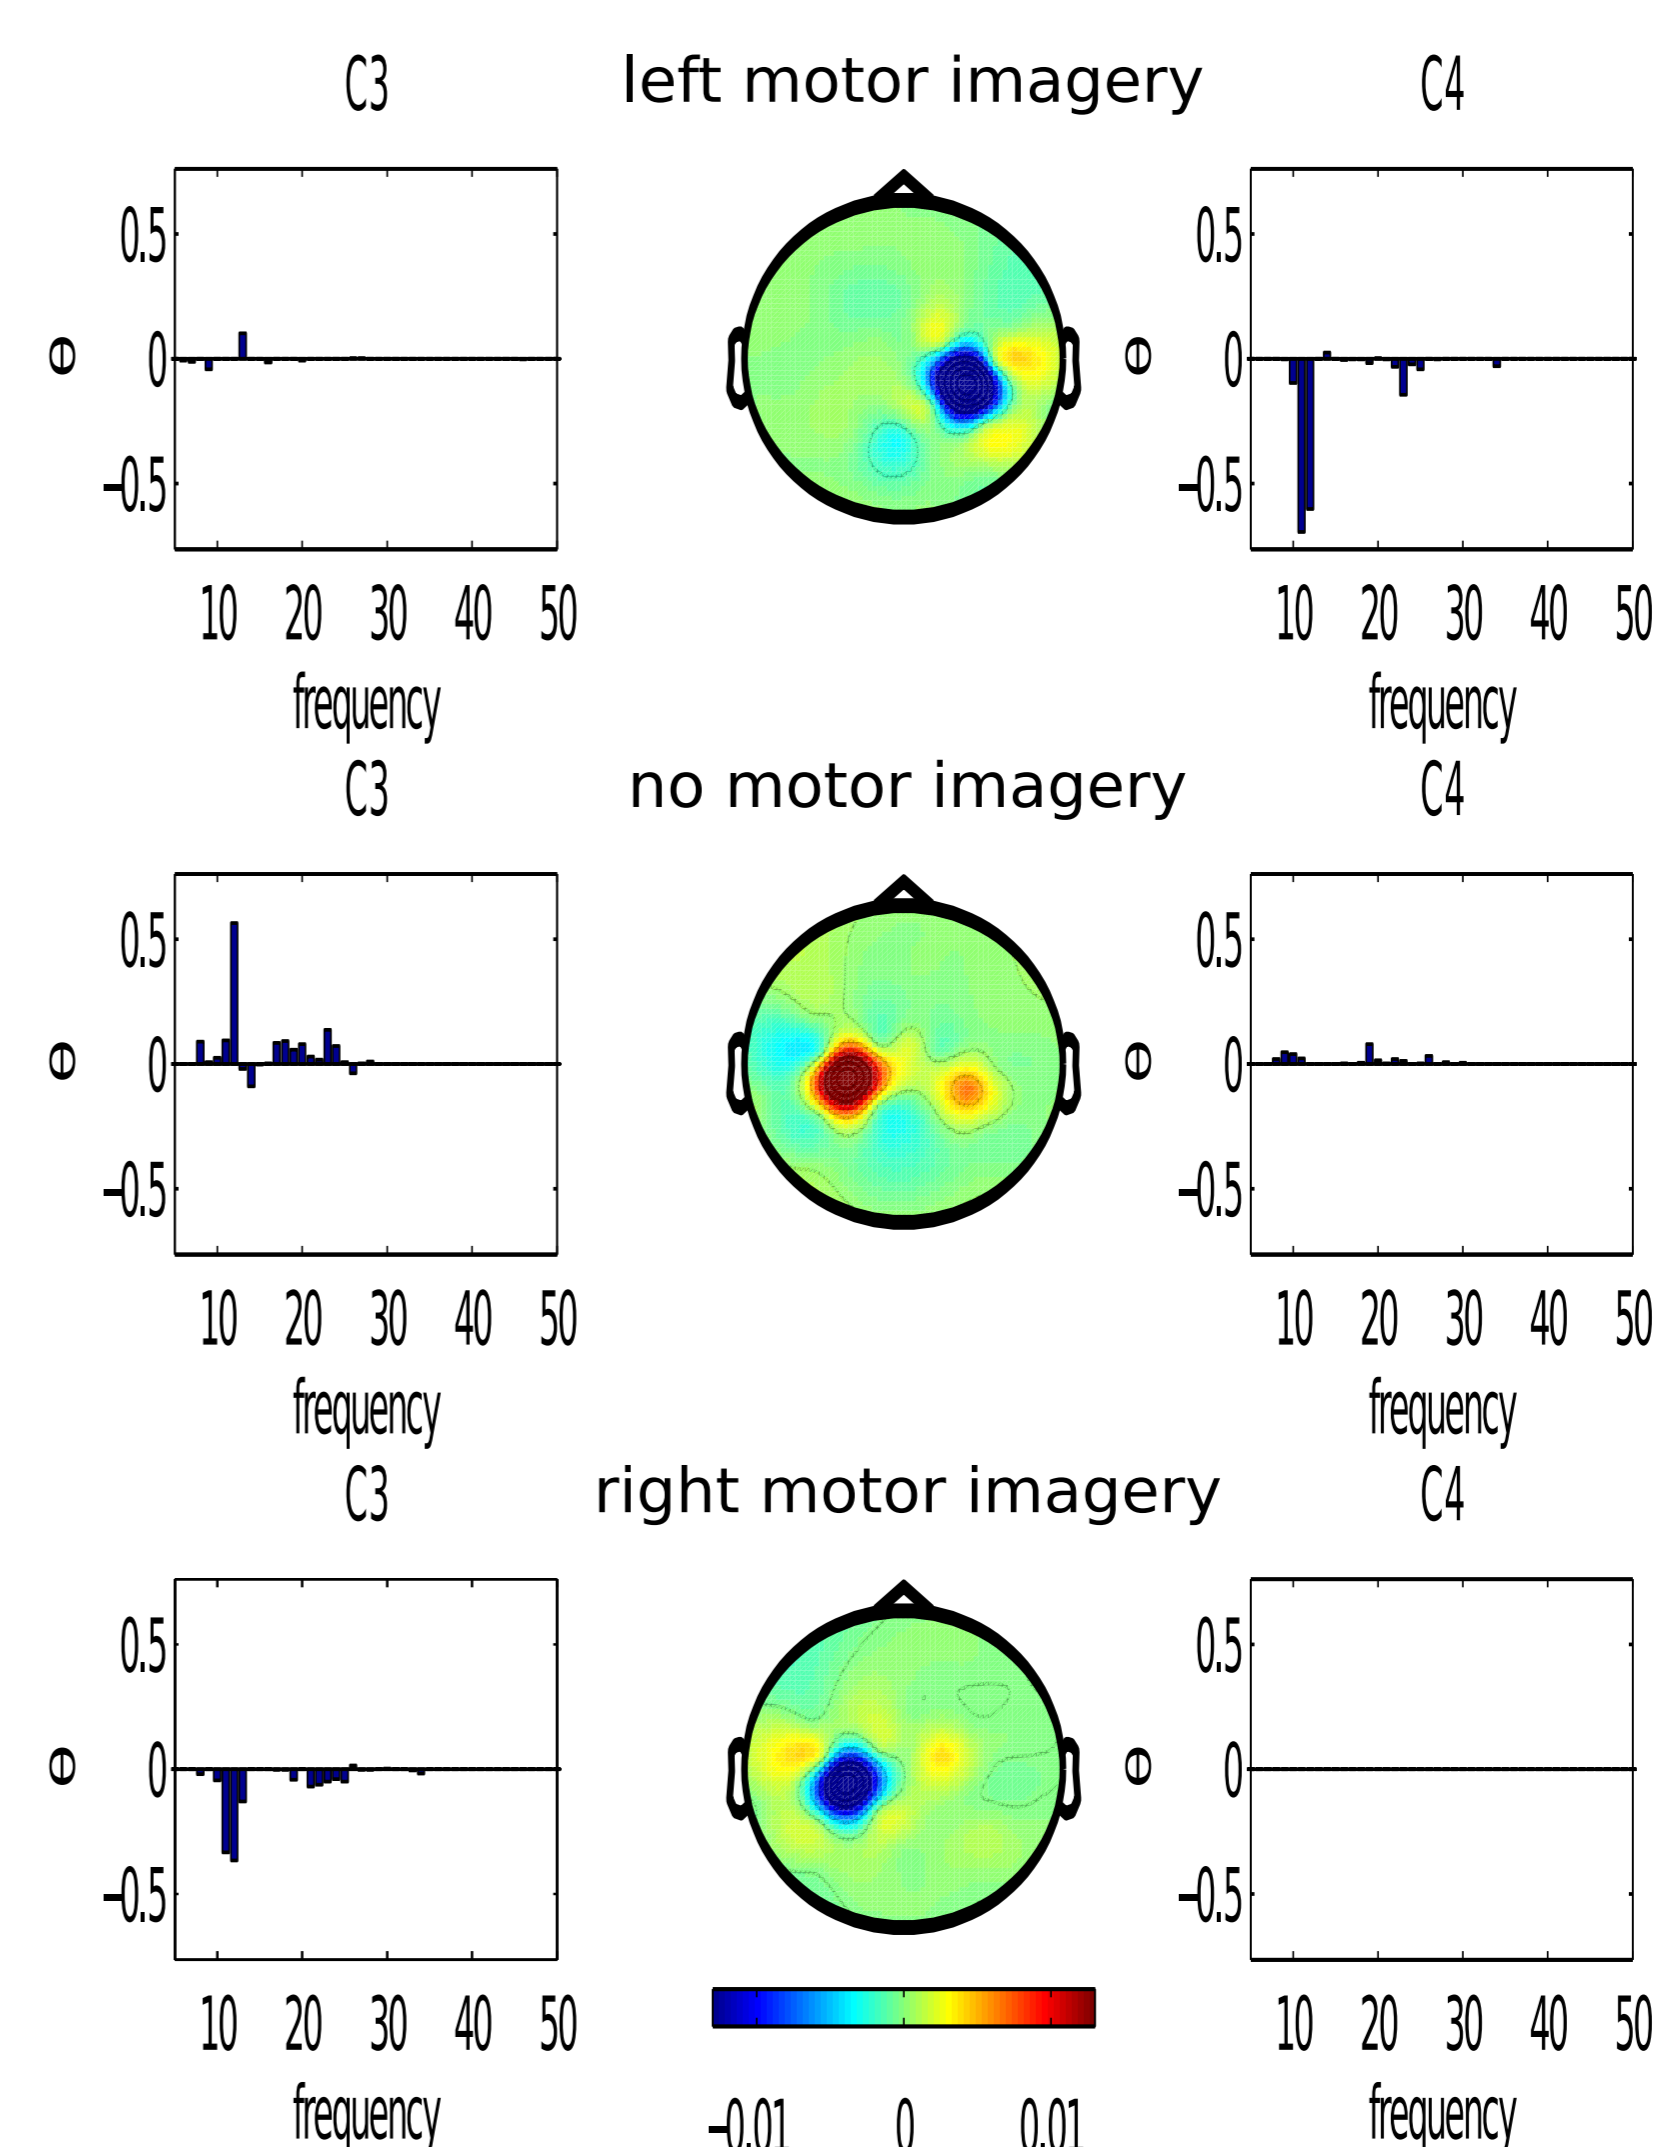 C3 left motor imagery C4
0.5 0.5
Θ 0 Θ 0
−0.5 −0.5
10 20 30 40 50 10 20 30 40 50
frequency frequency
C3 no motor imagery C4
0.5 0.5
Θ 0 Θ 0
−0.5 −0.5
10 20 30 40 50 10 20 30 40 50
frequency frequency
C3 right motor imagery C4
0.5 0.5
Θ 0 Θ 0
−0.5 −0.5
10 20 30 40 50 10 20 30 40 50
frequency −0.01 0 0.01 frequency